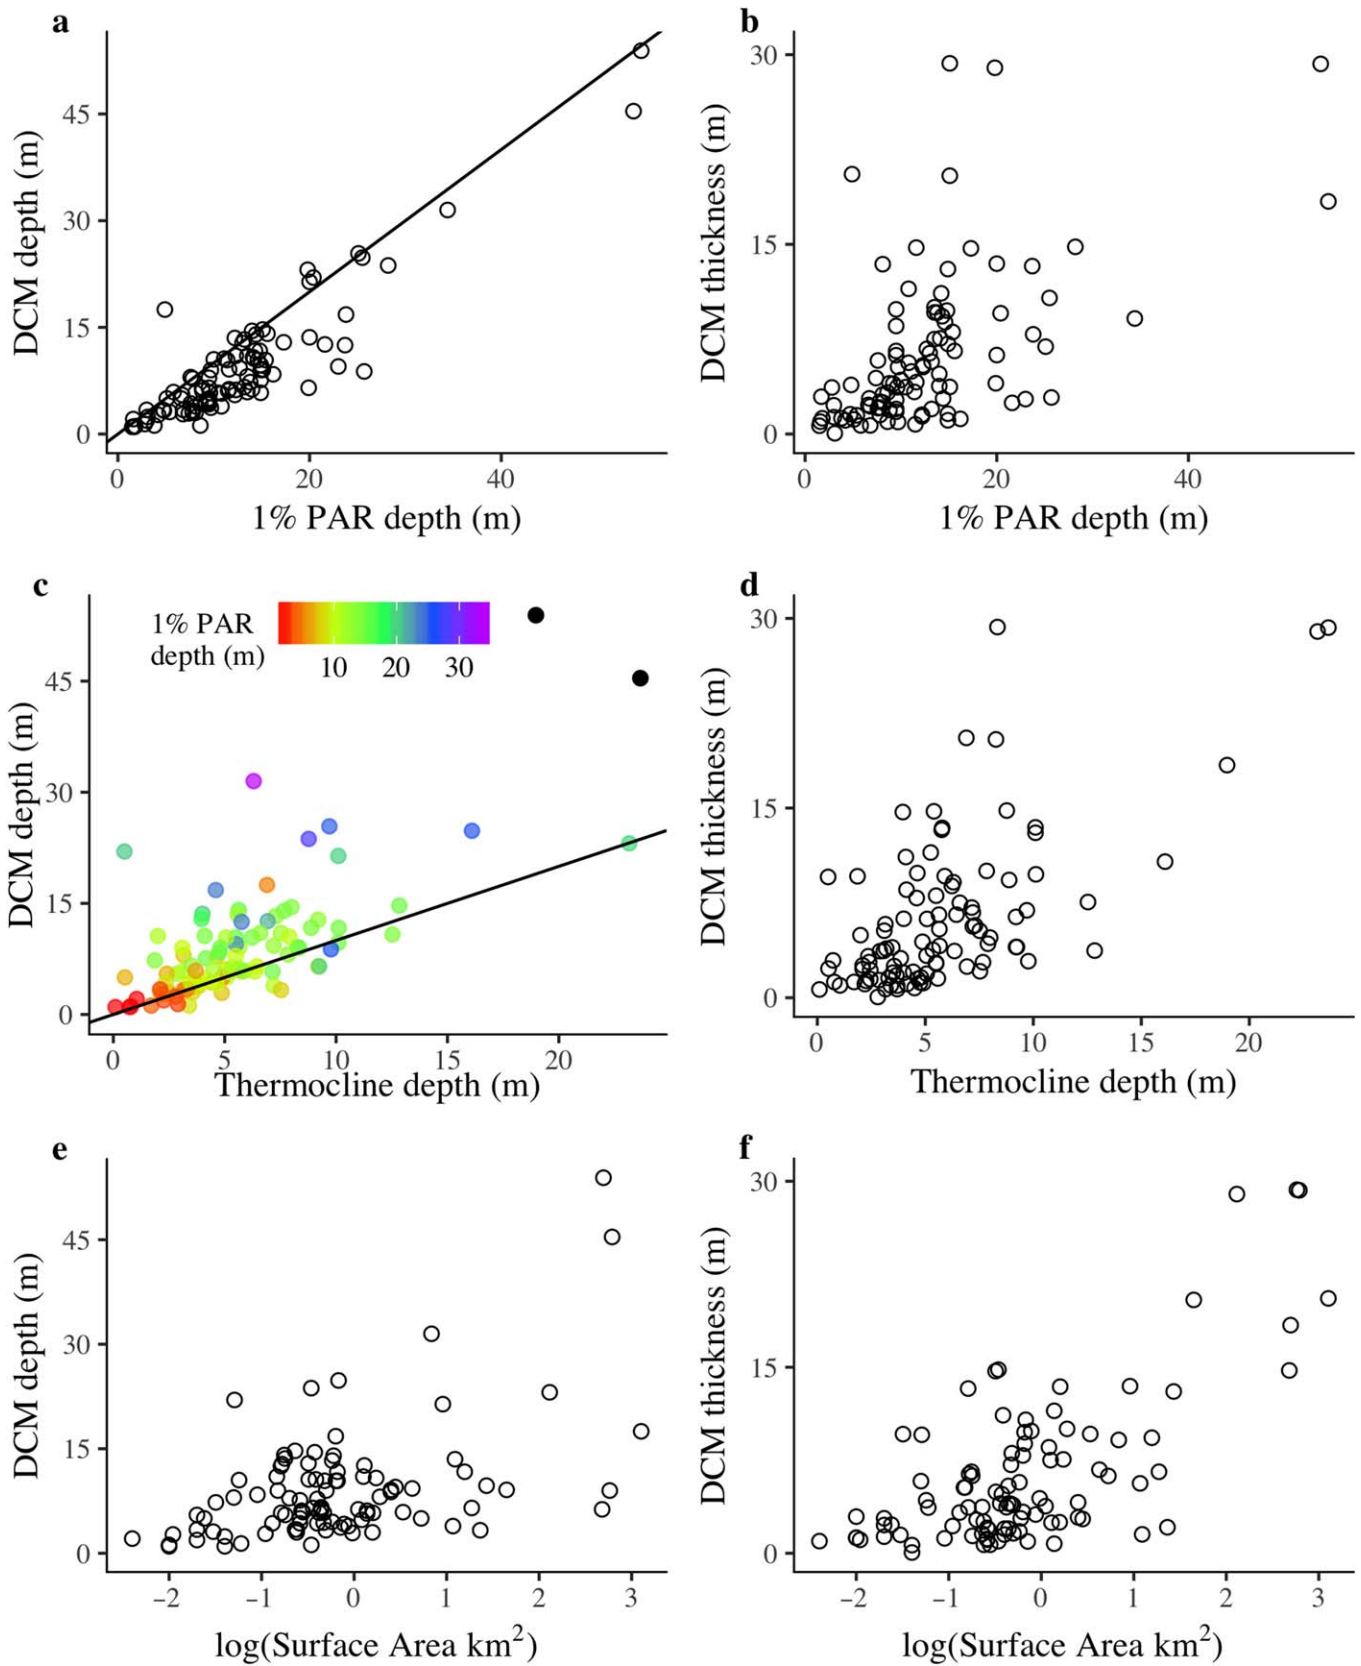 a
DCM depth (m)
45
30
15
0
0 20 40
1% PAR depth (m)
b
DCM thickness (m)
30
15
0
0 20 40
1% PAR depth (m)
c
1% PAR
depth (m)
10 20 30
DCM depth (m)
45
30
15
0
0 5 10 15 20
Thermocline depth (m)
d
DCM thickness (m)
30
15
0
0 5 10 15 20
Thermocline depth (m)
e
DCM depth (m)
45
30
15
0
−2 −1 0 1 2 3
log(Surface Area km²)
f
DCM thickness (m)
30
15
0
−2 −1 0 1 2 3
log(Surface Area km²)